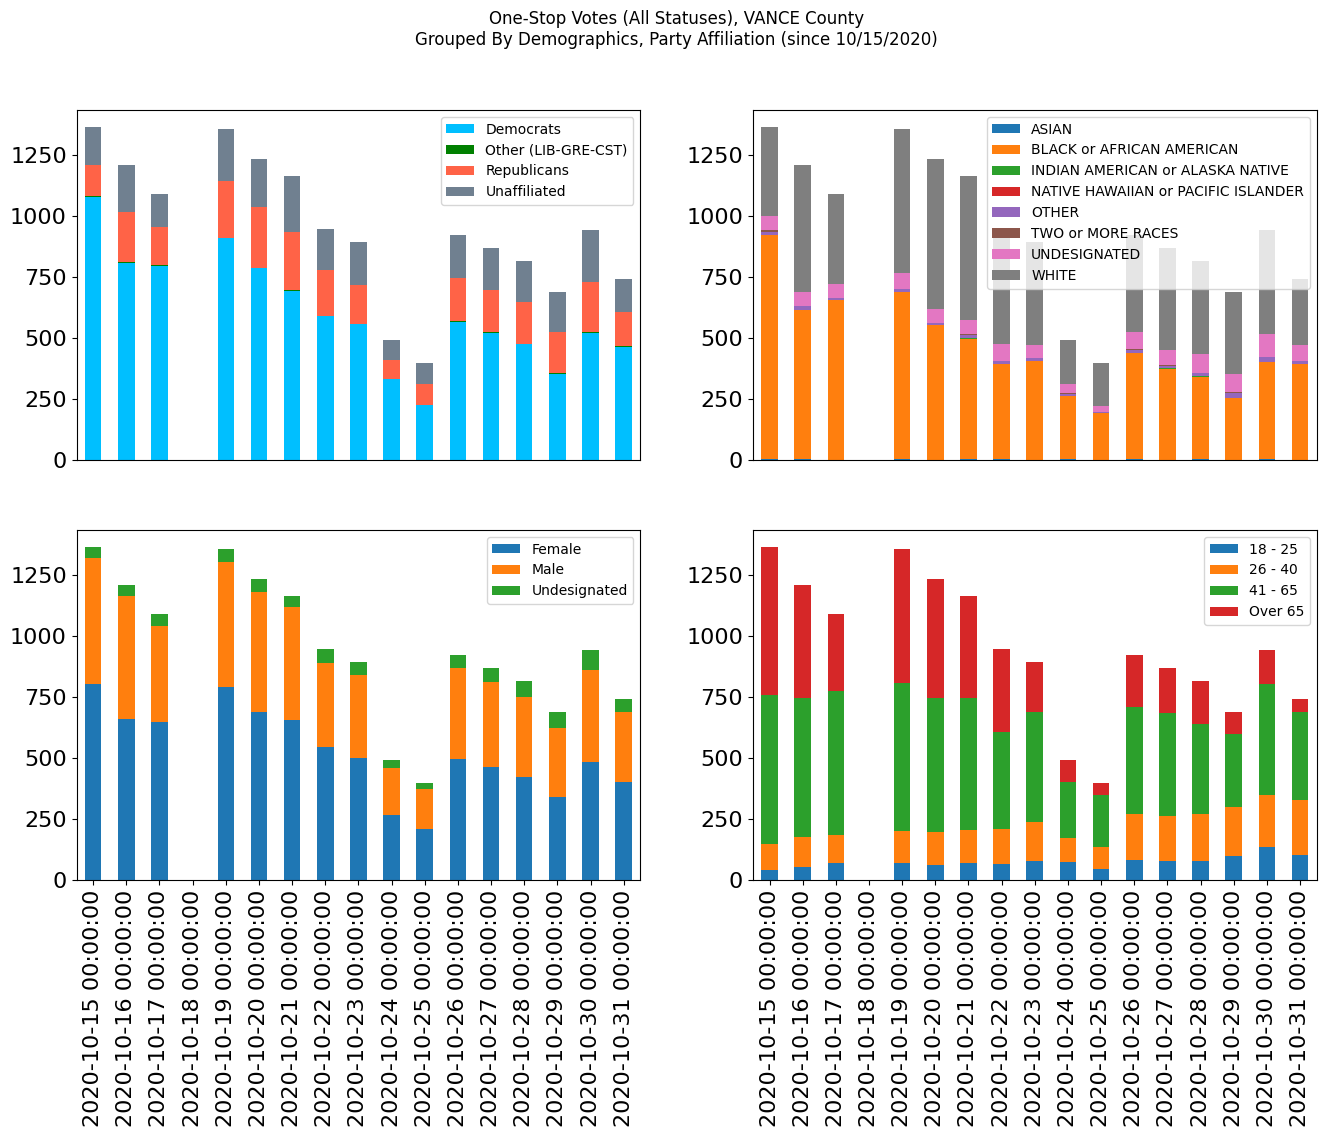 One-Stop Votes (All Statuses), VANCE County
Grouped By Demographics, Party Affiliation (since 10/15/2020)
1250
1000
750
500
250
0
Democrats
Other (LIB-GRE-CST)
Republicans
Unaffiliated
1250
1000
750
500
250
0
ASIAN
BLACK or AFRICAN AMERICAN
INDIAN AMERICAN or ALASKA NATIVE
NATIVE HAWAIIAN or PACIFIC ISLANDER
OTHER
TWO or MORE RACES
UNDESIGNATED
WHITE
1250
1000
750
500
250
0
Female
Male
Undesignated
2020-10-15 00:00:00
2020-10-16 00:00:00
2020-10-17 00:00:00
2020-10-18 00:00:00
2020-10-19 00:00:00
2020-10-20 00:00:00
2020-10-21 00:00:00
2020-10-22 00:00:00
2020-10-23 00:00:00
2020-10-24 00:00:00
2020-10-25 00:00:00
2020-10-26 00:00:00
2020-10-27 00:00:00
2020-10-28 00:00:00
2020-10-29 00:00:00
2020-10-30 00:00:00
2020-10-31 00:00:00
1250
1000
750
500
250
0
18 - 25
26 - 40
41 - 65
Over 65
2020-10-15 00:00:00
2020-10-16 00:00:00
2020-10-17 00:00:00
2020-10-18 00:00:00
2020-10-19 00:00:00
2020-10-20 00:00:00
2020-10-21 00:00:00
2020-10-22 00:00:00
2020-10-23 00:00:00
2020-10-24 00:00:00
2020-10-25 00:00:00
2020-10-26 00:00:00
2020-10-27 00:00:00
2020-10-28 00:00:00
2020-10-29 00:00:00
2020-10-30 00:00:00
2020-10-31 00:00:00